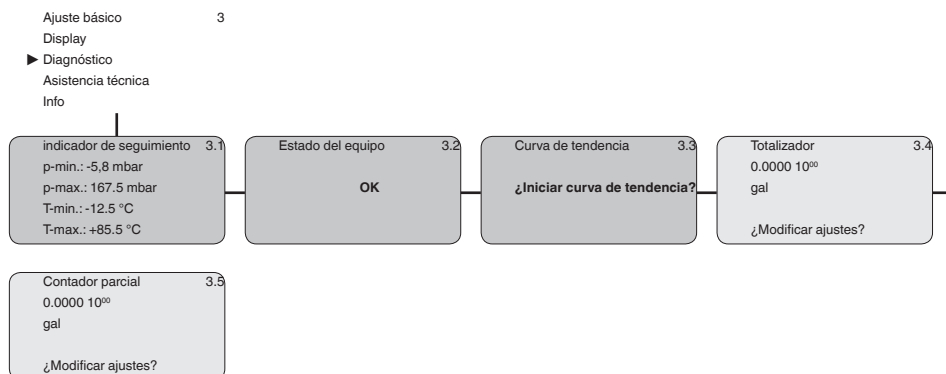 Ajuste básico 3
Display
▶ Diagnóstico
Asistencia técnica
Info
indicador de seguimiento 3.1
p-min.: -5,8 mbar
p-max.: 167.5 mbar
T-min.: -12.5 °C
T-max.: +85.5 °C
Estado del equipo 3.2
OK
Curva de tendencia 3.3
¿Iniciar curva de tendencia?
Totalizador 3.4
0.0000 10⁰⁰
gal
¿Modificar ajustes?
Contador parcial 3.5
0.0000 10⁰⁰
gal
¿Modificar ajustes?